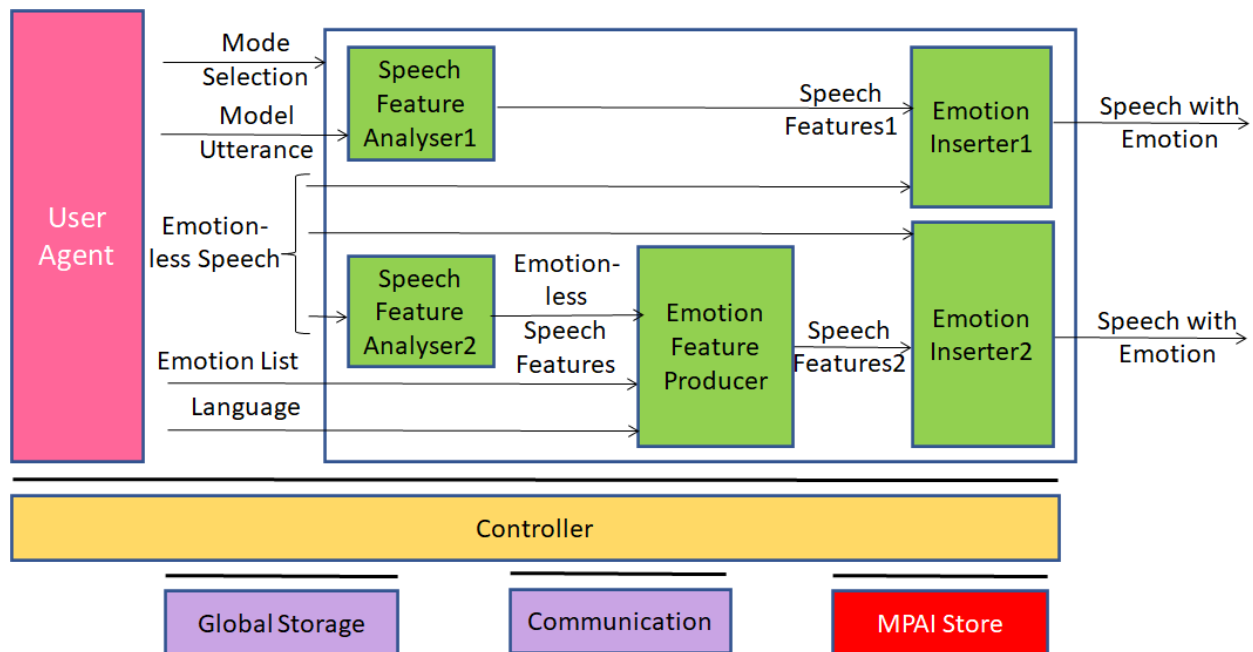 Mode
Selection
Model
Utterance
User
Agent
Emotion-
less Speech
Emotion List
Language
Speech
Feature
Analyser1
Speech
Features1
Emotion
Inserter1
Speech with
Emotion
Speech
Feature
Analyser2
Emotion-
less
Speech
Features
Emotion
Feature
Producer
Speech
Features2
Emotion
Inserter2
Speech with
Emotion
Controller
Global Storage
Communication
MPAI Store